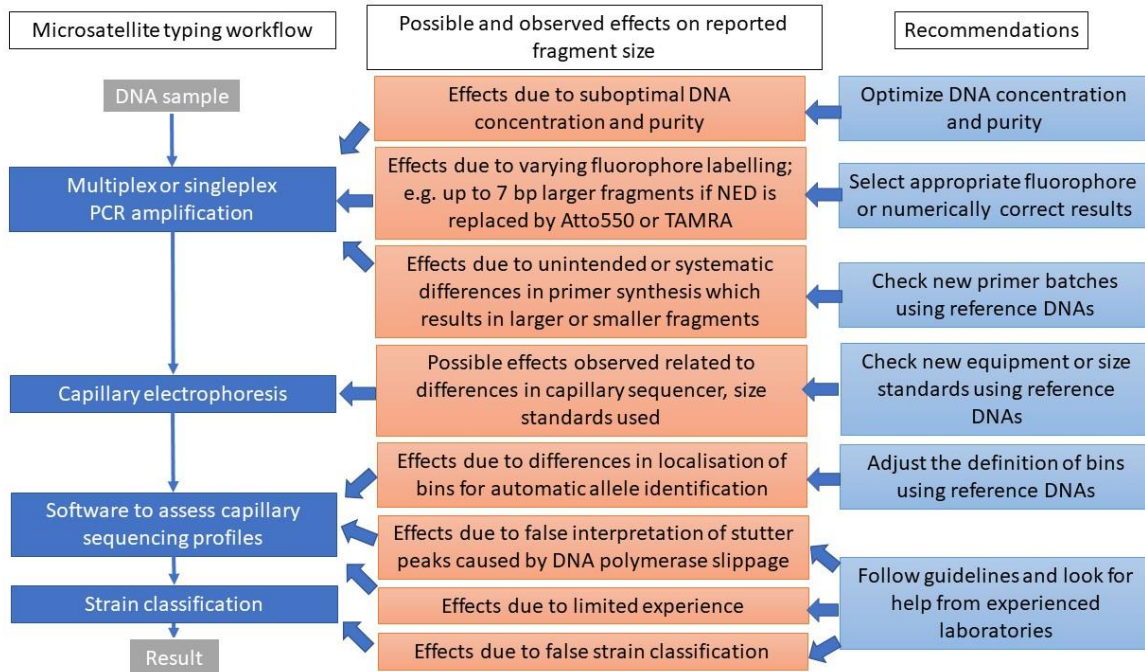 Microsatellite typing workflow
Possible and observed effects on reported
fragment size
Recommendations
DNA sample
Effects due to suboptimal DNA
concentration and purity
Optimize DNA concentration
and purity
Multiplex or singleplex
PCR amplification
Effects due to varying fluorophore labelling;
e.g. up to 7 bp larger fragments if NED is
replaced by Atto550 or TAMRA
Select appropriate fluorophore
or numerically correct results
Effects due to unintended or systematic
differences in primer synthesis which
results in larger or smaller fragments
Check new primer batches
using reference DNAs
Capillary electrophoresis
Possible effects observed related to
differences in capillary sequencer, size
standards used
Check new equipment or size
standards using reference
DNAs
Effects due to differences in localisation of
bins for automatic allele identification
Adjust the definition of bins
using reference DNAs
Software to assess capillary
sequencing profiles
Effects due to false interpretation of stutter
peaks caused by DNA polymerase slippage
Follow guidelines and look for
help from experienced
laboratories
Strain classification
Effects due to limited experience
Effects due to false strain classification
Result